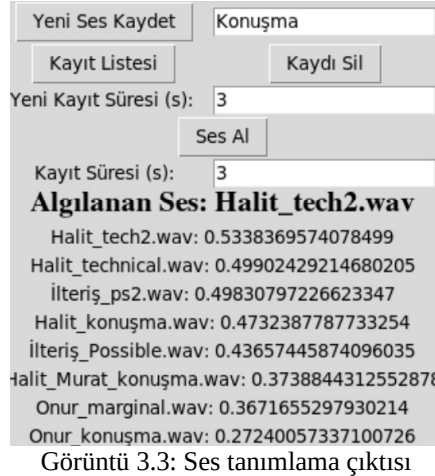 Yeni Ses Kaydet Konuşma
Kayıt Listesi Kaydı Sil
Yeni Kayıt Süresi (s): 3
Ses Al
Kayıt Süresi (s): 3
Algılanan Ses: Halit_tech2.wav
Halit_tech2.wav: 0.5338369574078499
Halit_technical.wav: 0.49902429214680205
İlteriş_ps2.wav: 0.49830797226623347
Halit_konuşma.wav: 0.4732387787733254
İlteriş_Possible.wav: 0.43657445874096035
Halit_Murat_konuşma.wav: 0.3738844312552878
Onur_marginal.wav: 0.3671655297930214
Onur_konuşma.wav: 0.27240057337100726
Görüntü 3.3: Ses tanımlama çıktısı